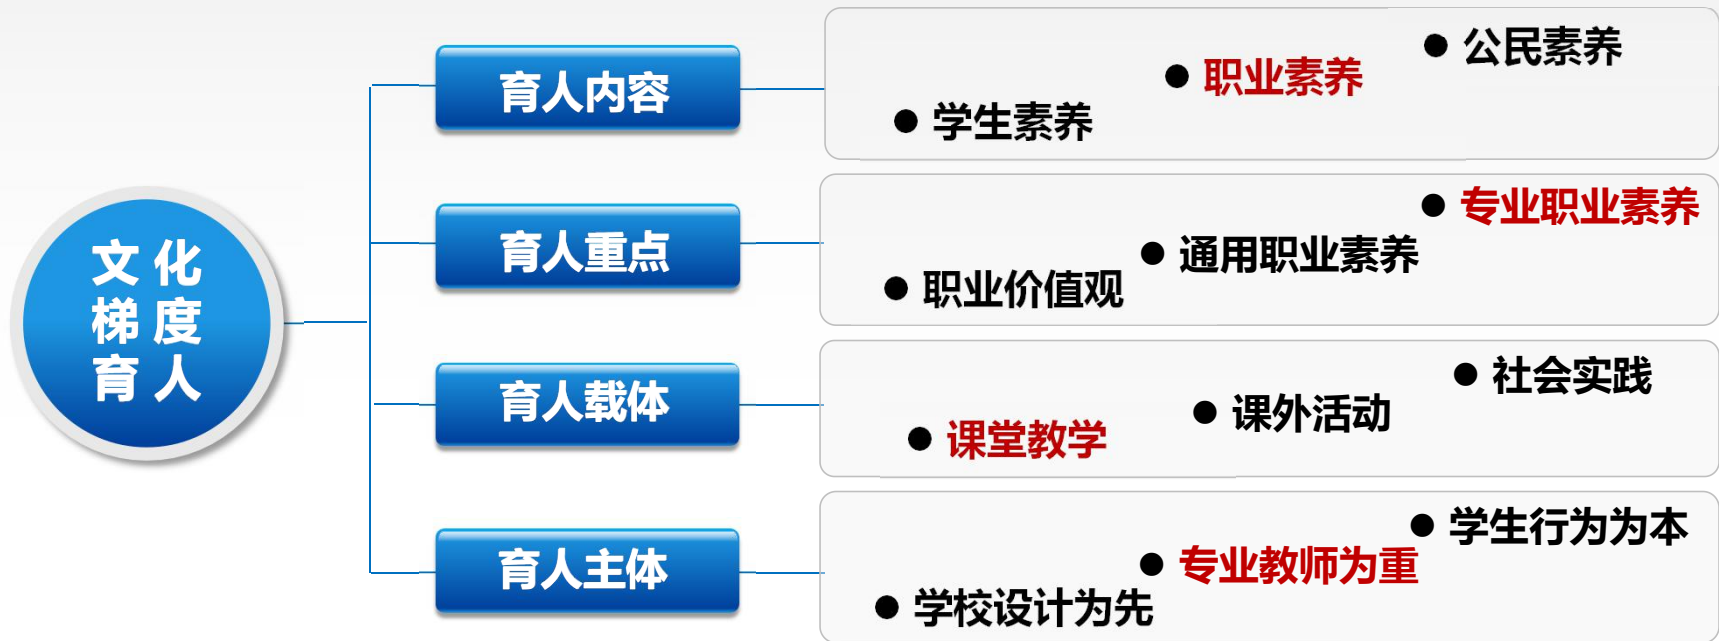 文化
梯度
育人
育人内容
学生素养
职业素养
公民素养
育人重点
职业价值观
通用职业素养
专业职业素养
育人载体
课堂教学
课外活动
社会实践
育人主体
学校设计为先
专业教师为重
学生行为为本